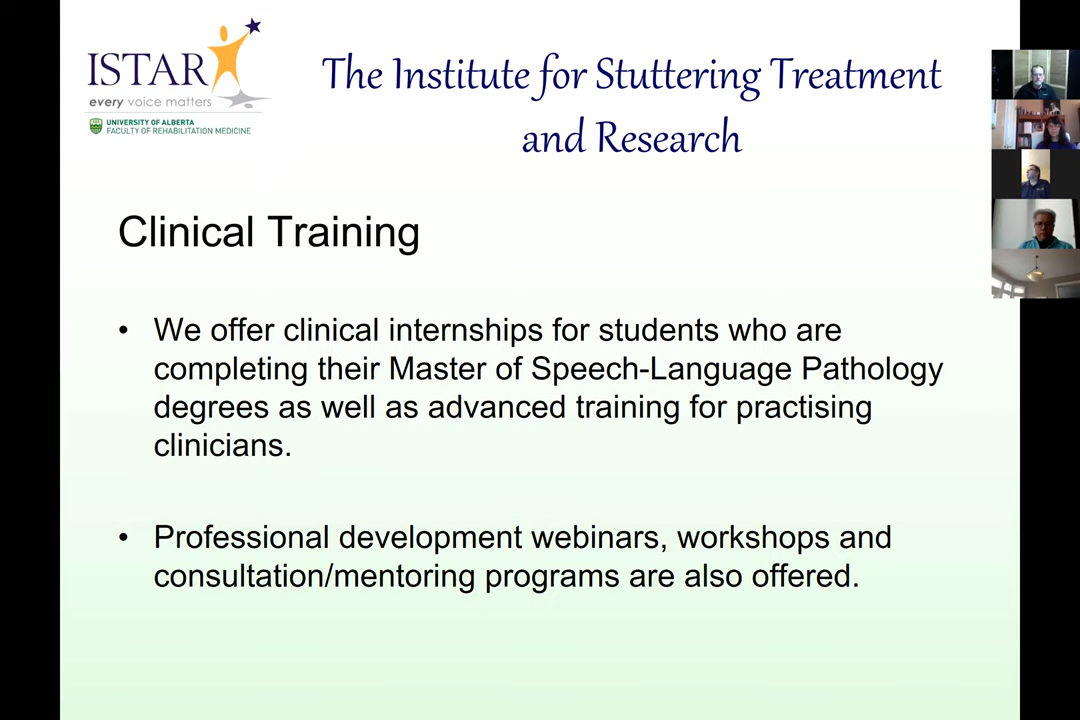 ISTAR
every voice matters
UNIVERSITY OF ALBERTA
FACULTY OF REHABILITATION MEDICINE
The Institute for Stuttering Treatment
and Research
Clinical Training
• We offer clinical internships for students who are
completing their Master of Speech-Language Pathology
degrees as well as advanced training for practising
clinicians.
• Professional development webinars, workshops and
consultation/mentoring programs are also offered.